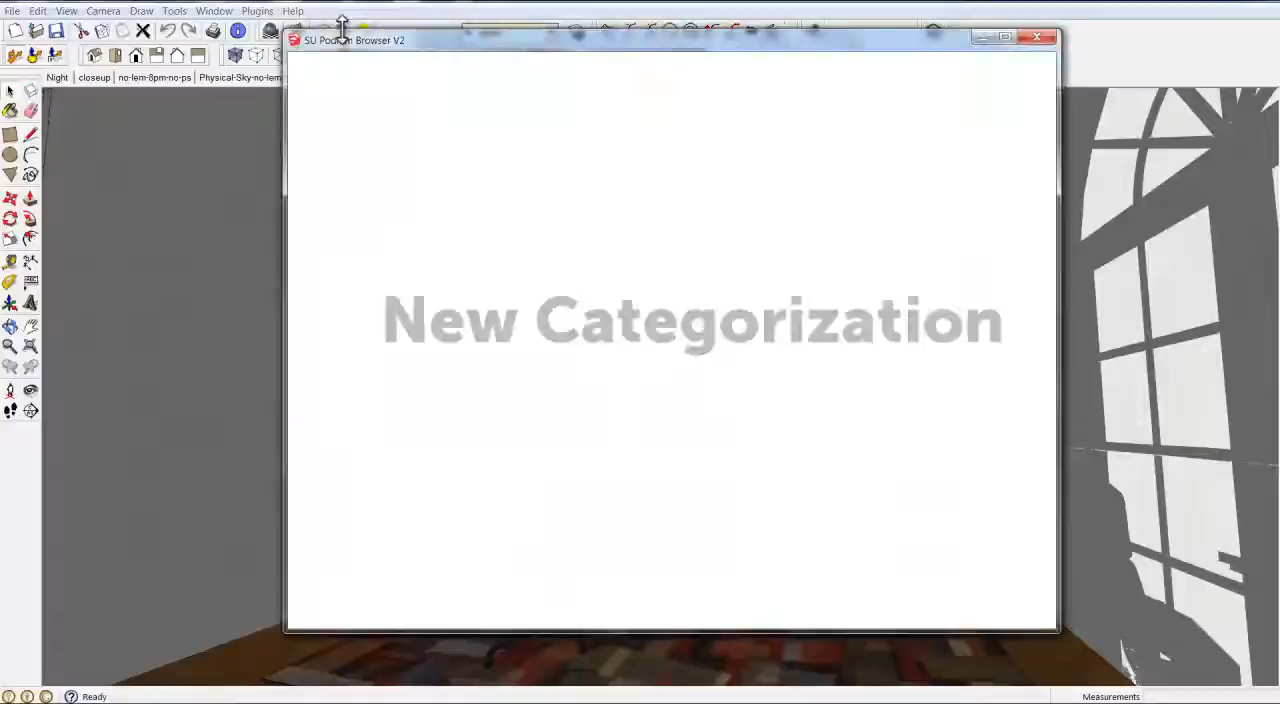 File Edit View Camera Draw Tools Window Plugins Help
SU Podium Browser V2
Night closeup no-lem-8pm-no-ps Physical-Sky-no-lem
New Categorization
Ready Measurements